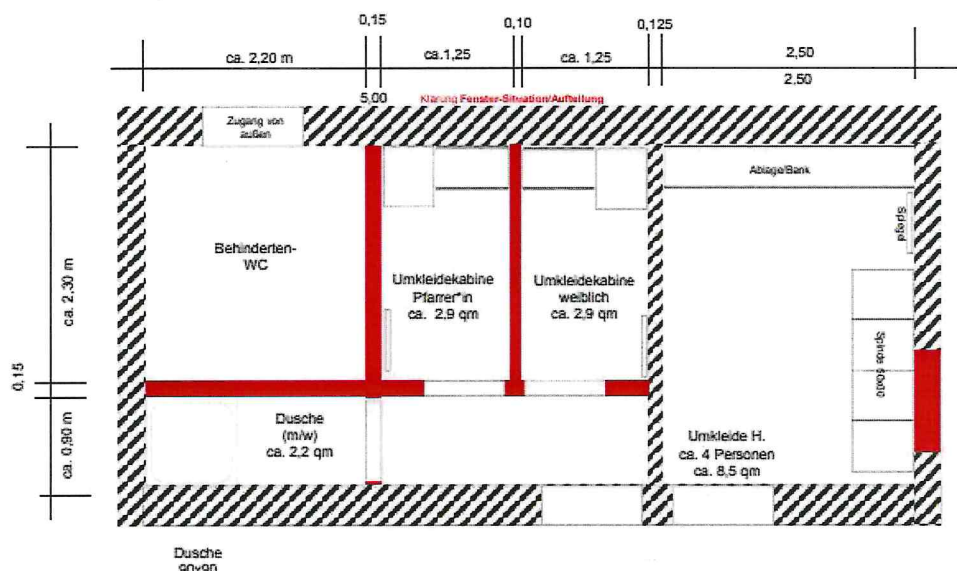 0,15
0,10
0,125
ca. 2,20 m
ca.1,25
ca. 1,25
2,50
2,50
5,00
Klärung Fenster-Situation/Aufteilung
Zugang von
außen
Ablage/Bank
Spiegel
Behinderten-
WC
Umkleidekabine
Pfarrer*in
ca. 2,9 qm
Umkleidekabine
weiblich
ca. 2,9 qm
ca. 2,30 m
Spinde 50x60
0,15
ca. 0,90 m
Dusche
(m/w)
ca. 2,2 qm
Umkleide H.
ca. 4 Personen
ca. 8,5 qm
Dusche
90x90